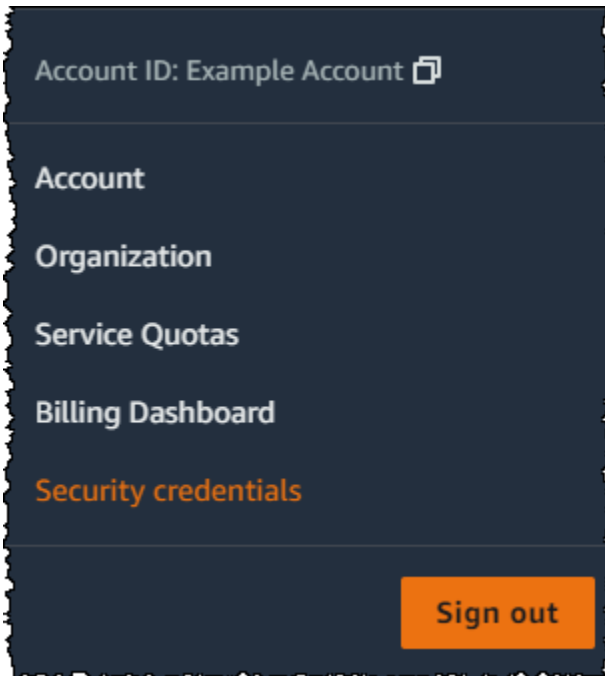 Account ID: Example Account
Account
Organization
Service Quotas
Billing Dashboard
Security credentials
Sign out